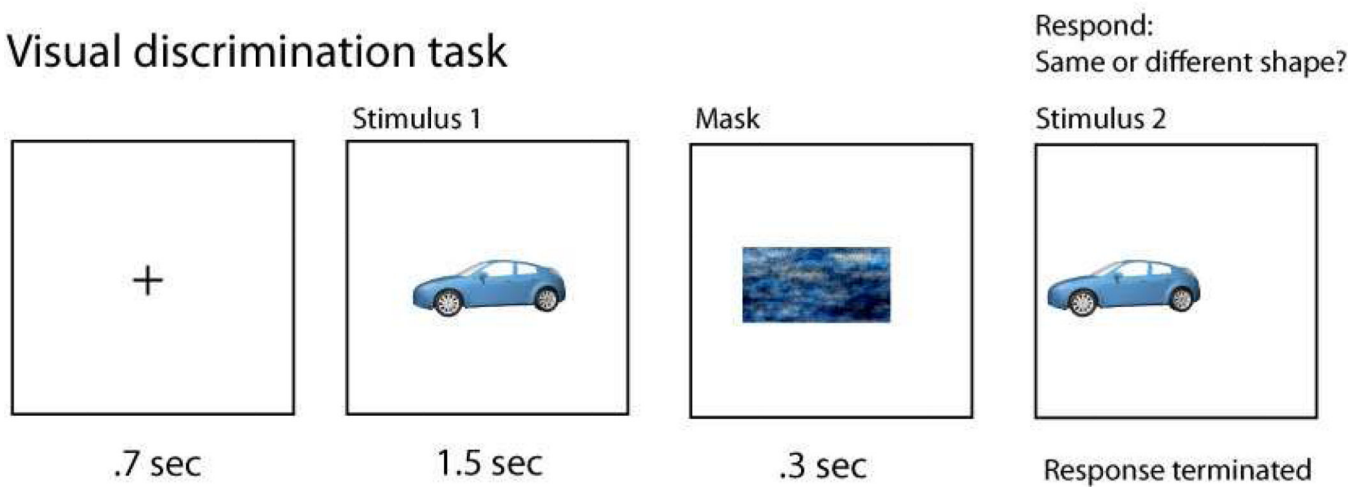 Visual discrimination task
Respond:
Same or different shape?
Stimulus 1
Mask
Stimulus 2
.7 sec
1.5 sec
.3 sec
Response terminated